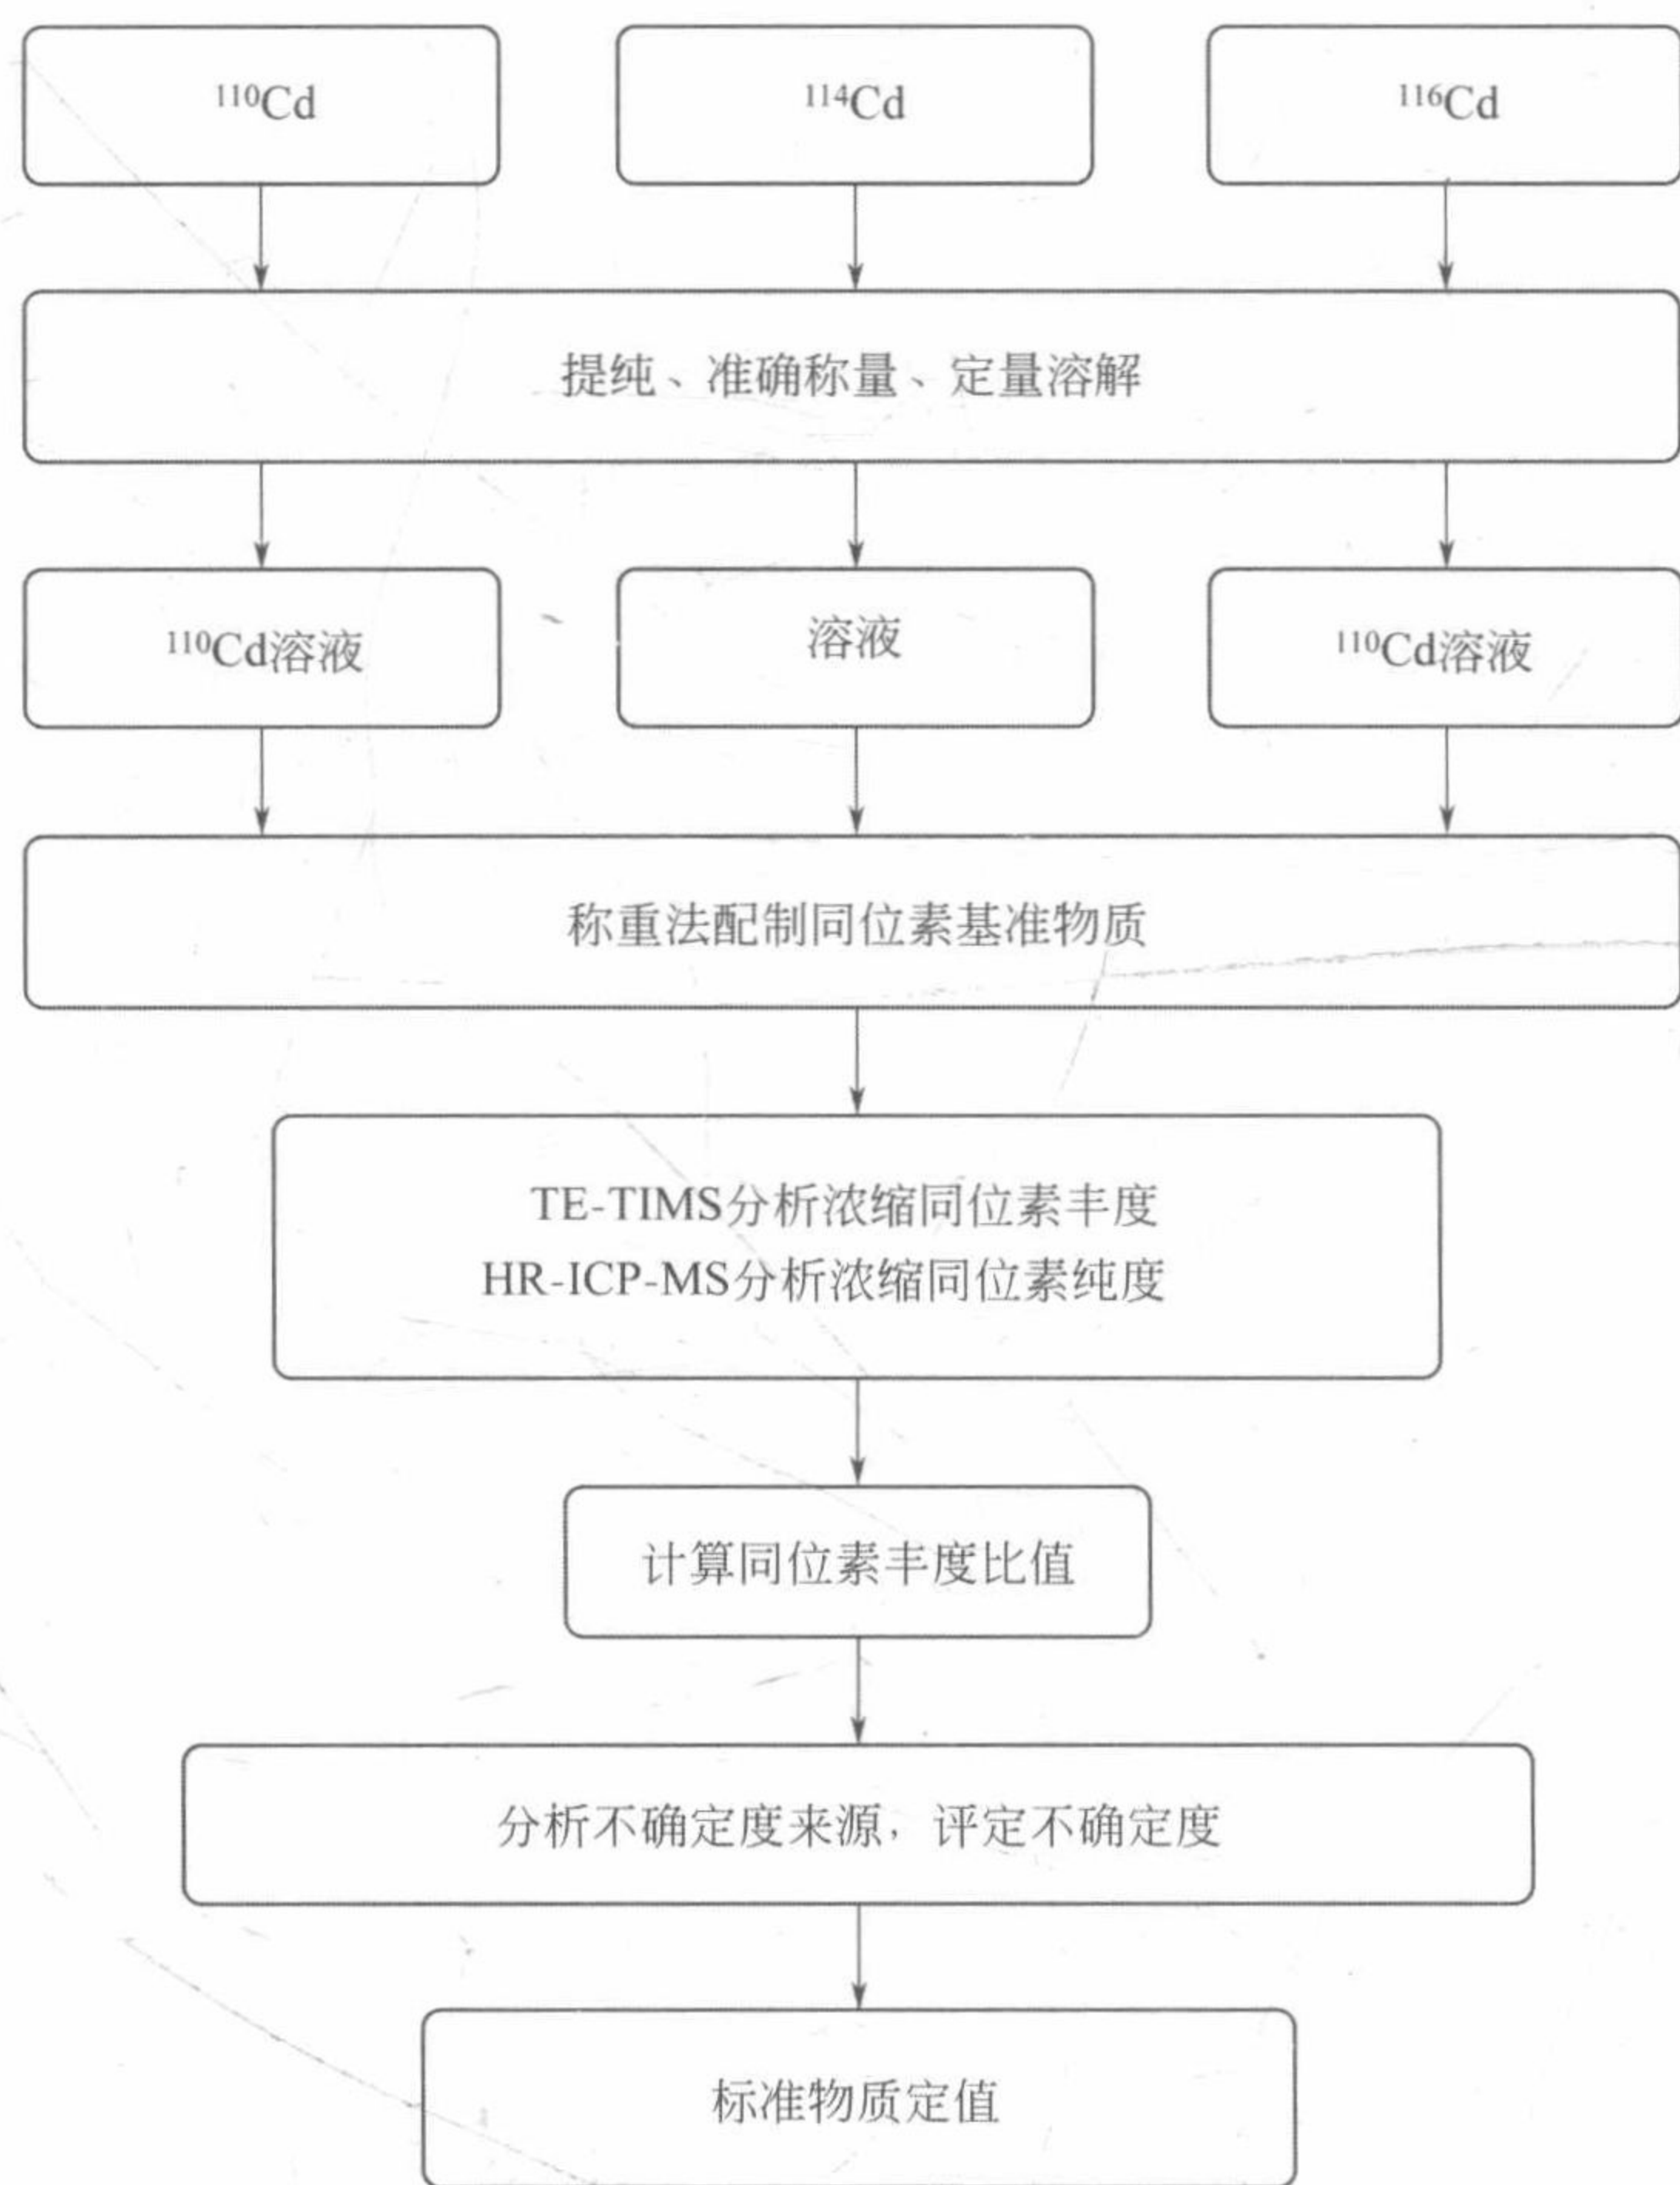 ¹¹⁰Cd
¹¹⁴Cd
¹¹⁶Cd
提纯、准确称量、定量溶解
¹¹⁰Cd溶液
溶液
¹¹⁰Cd溶液
称重法配制同位素基准物质
TE-TIMS分析浓缩同位素丰度
HR-ICP-MS分析浓缩同位素纯度
计算同位素丰度比值
分析不确定度来源，评定不确定度
标准物质定值